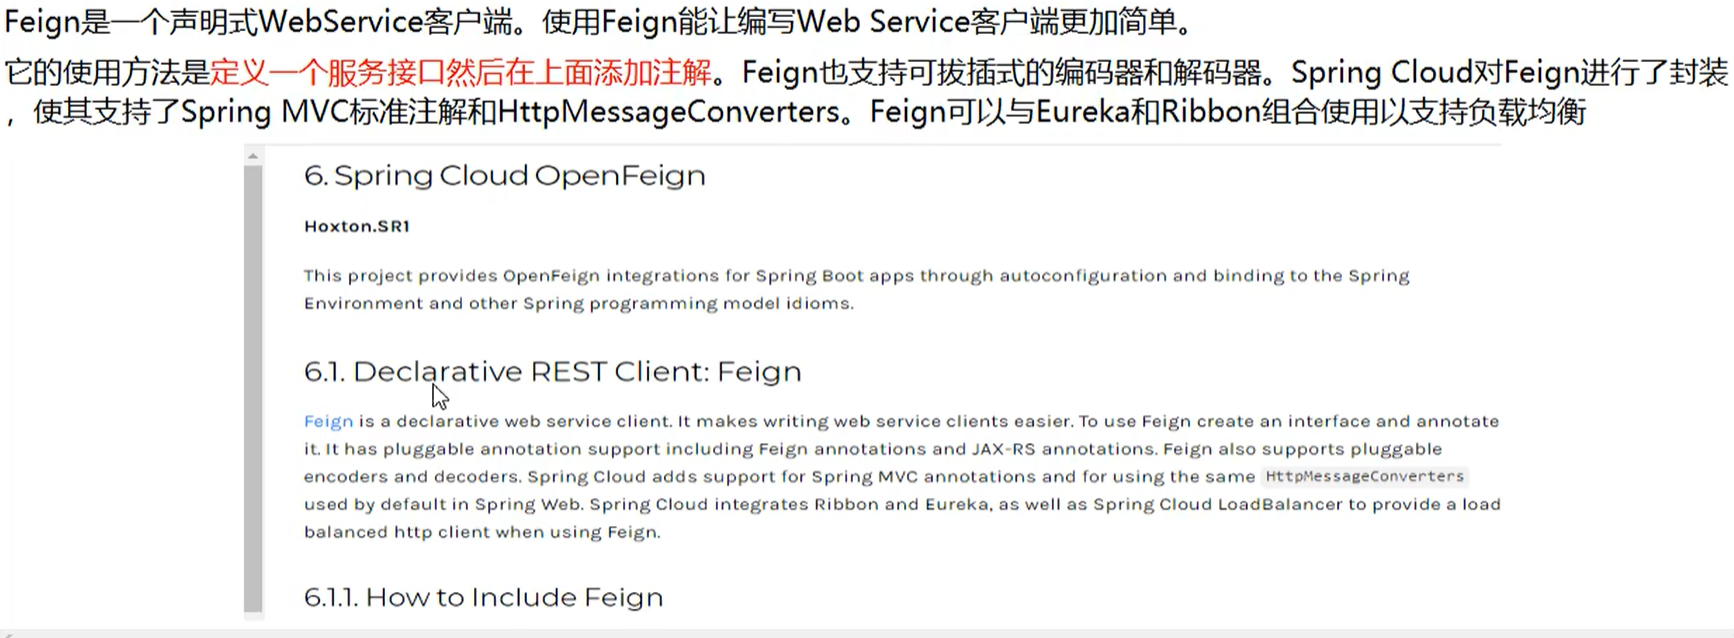 Feign是一个声明式WebService客户端。使用Feign能让编写Web Service客户端更加简单。
它的使用方法是定义一个服务接口然后在上面添加注解。Feign也支持可拔插式的编码器和解码器。Spring Cloud对Feign进行了封装
，使其支持了Spring MVC标准注解和HttpMessageConverters。Feign可以与Eureka和Ribbon组合使用以支持负载均衡
6. Spring Cloud OpenFeign
Hoxton.SR1
This project provides OpenFeign integrations for Spring Boot apps through autoconfiguration and binding to the Spring
Environment and other Spring programming model idioms.
6.1. Declarative REST Client: Feign
Feign is a declarative web service client. It makes writing web service clients easier. To use Feign create an interface and annotate
it. It has pluggable annotation support including Feign annotations and JAX-RS annotations. Feign also supports pluggable
encoders and decoders. Spring Cloud adds support for Spring MVC annotations and for using the same HttpMessageConverters
used by default in Spring Web. Spring Cloud integrates Ribbon and Eureka, as well as Spring Cloud LoadBalancer to provide a load
balanced http client when using Feign.
6.1.1. How to Include Feign